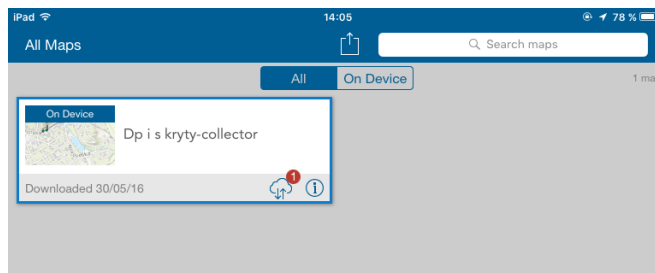 iPad 14:05 78 %
All Maps Search maps
All On Device 1 ma
On Device
Dp i s kryty-collector
1
Downloaded 30/05/16